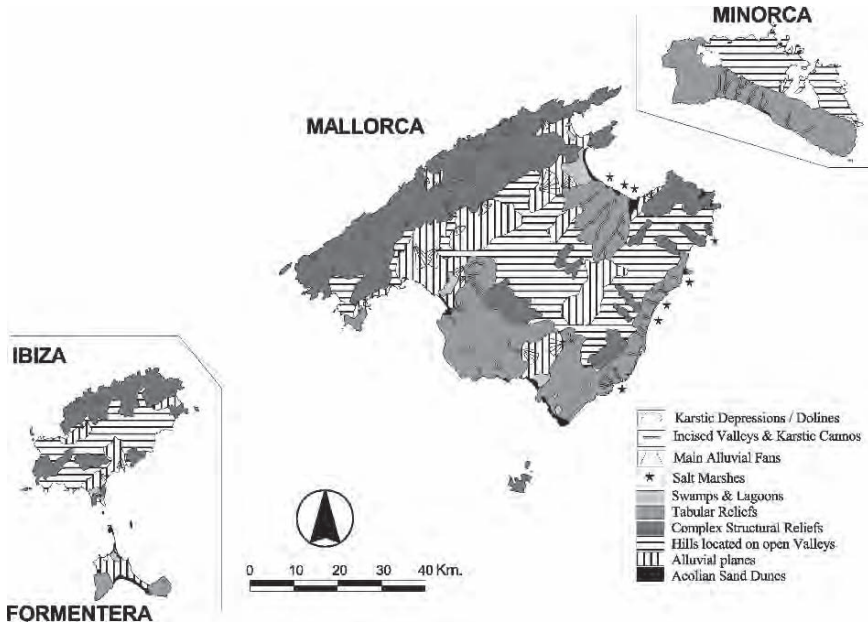 MINORCA
MALLORCA
IBIZA
FORMENTERA
0 10 20 30 40 Km.
Karstic Depressions / Dolines
Incised Valleys & Karstic Cannos
Main Alluvial Fans
Salt Marshes
Swamps & Lagoons
Tabular Reliefs
Complex Structural Reliefs
Hills located on open Valleys
Alluvial planes
Aeolian Sand Dunes